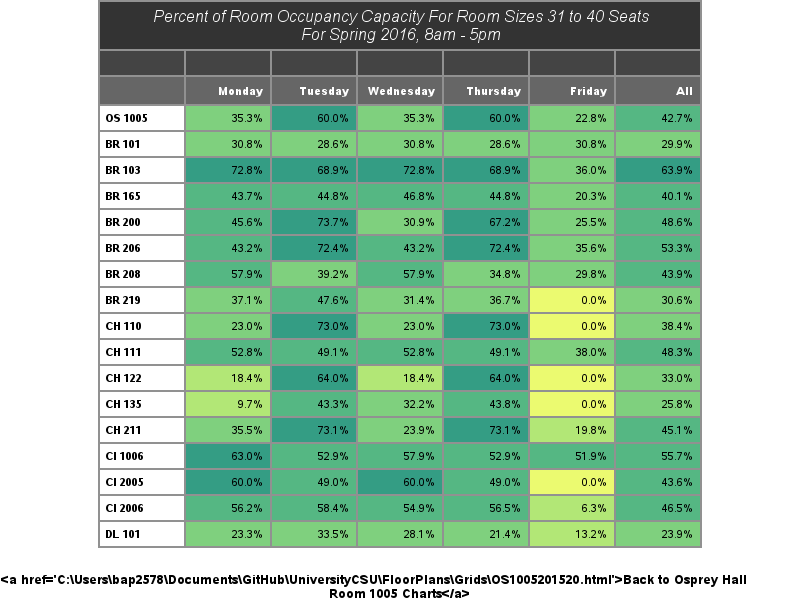 Percent of Room Occupancy Capacity For Room Sizes 31 to 40 Seats
For Spring 2016, 8am - 5pm
Monday Tuesday Wednesday Thursday Friday All
OS 1005 35.3% 60.0% 35.3% 60.0% 22.8% 42.7%
BR 101 30.8% 28.6% 30.8% 28.6% 30.8% 29.9%
BR 103 72.8% 68.9% 72.8% 68.9% 36.0% 63.9%
BR 165 43.7% 44.8% 46.8% 44.8% 20.3% 40.1%
BR 200 45.6% 73.7% 30.9% 67.2% 25.5% 48.6%
BR 206 43.2% 72.4% 43.2% 72.4% 35.6% 53.3%
BR 208 57.9% 39.2% 57.9% 34.8% 29.8% 43.9%
BR 219 37.1% 47.6% 31.4% 36.7% 0.0% 30.6%
CH 110 23.0% 73.0% 23.0% 73.0% 0.0% 38.4%
CH 111 52.8% 49.1% 52.8% 49.1% 38.0% 48.3%
CH 122 18.4% 64.0% 18.4% 64.0% 0.0% 33.0%
CH 135 9.7% 43.3% 32.2% 43.8% 0.0% 25.8%
CH 211 35.5% 73.1% 23.9% 73.1% 19.8% 45.1%
CI 1006 63.0% 52.9% 57.9% 52.9% 51.9% 55.7%
CI 2005 60.0% 49.0% 60.0% 49.0% 0.0% 43.6%
CI 2006 56.2% 58.4% 54.9% 56.5% 6.3% 46.5%
DL 101 23.3% 33.5% 28.1% 21.4% 13.2% 23.9%
<a href='C:\Users\bap2578\Documents\GitHub\UniversityCSU\FloorPlans\Grids\OS1005201520.html'>Back to Osprey Hall
Room 1005 Charts</a>